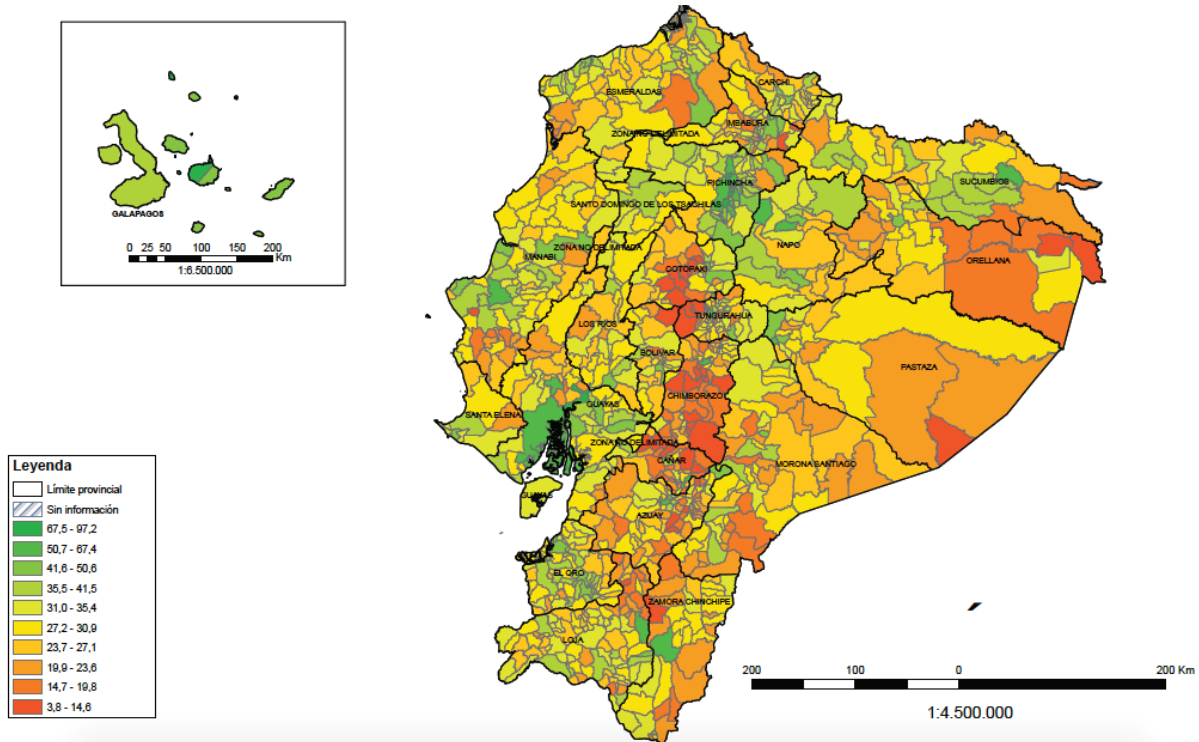 GALAPAGOS
0 25 50 100 150 200
Km
1:6.500.000
ESMERALDAS
CARCHI
IMBABURA
ZONA NO DELIMITADA
PICHINCHA
SUCUMBIOS
SANTO DOMINGO DE LOS TSACHILAS
ZONA NO DELIMITADA
NAPO
MANABI
COTOPAXI
ORELLANA
TUNGURAHUA
LOS RIOS
BOLIVAR
PASTAZA
CHIMBORAZO
GUAYAS
SANTA ELENA
ZONA NO DELIMITADA
CAÑAR
MORONA SANTIAGO
GUAYAS
AZUAY
EL ORO
ZAMORA CHINCHIPE
LOJA
Leyenda
Límite provincial
Sin información
67,5 - 97,2
50,7 - 67,4
41,6 - 50,6
35,5 - 41,5
31,0 - 35,4
27,2 - 30,9
23,7 - 27,1
19,9 - 23,6
14,7 - 19,8
3,8 - 14,6
200 100 0 200 Km
1:4.500.000